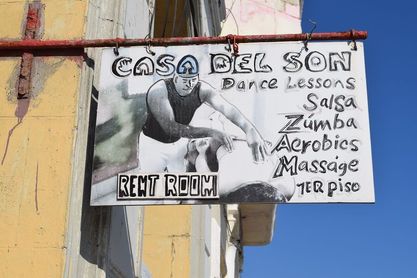 CASA DEL SON
Dance Lessons
Salsa
Zumba
Aerobics
Massage
RENT ROOM
1ER PISO